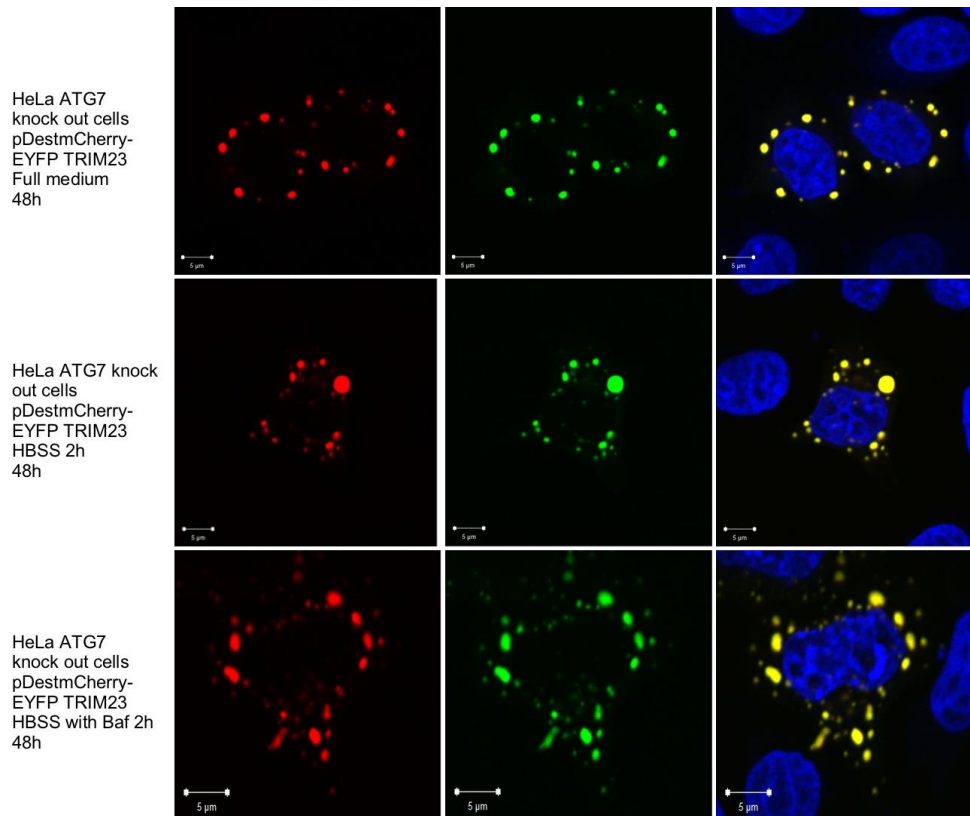 HeLa ATG7
knock out cells
pDestmCherry-
EYFP TRIM23
Full medium
48h
5 µm
5 µm
5 µm
HeLa ATG7 knock
out cells
pDestmCherry-
EYFP TRIM23
HBSS 2h
48h
5 µm
5 µm
5 µm
HeLa ATG7
knock out cells
pDestmCherry-
EYFP TRIM23
HBSS with Baf 2h
48h
5 µm
5 µm
5 µm